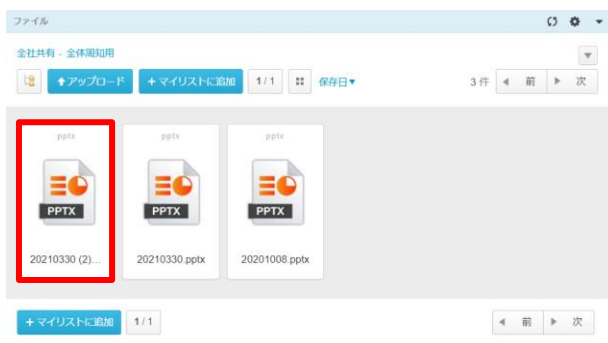 ファイル
全社共有 - 全体周知用
アップロード +マイリストに追加 1/1 保存日▼ 3件 前 次
pptx pptx pptx
PPTX PPTX PPTX
20210330 (2)... 20210330.pptx 20201008.pptx
+マイリストに追加 1/1 前 次